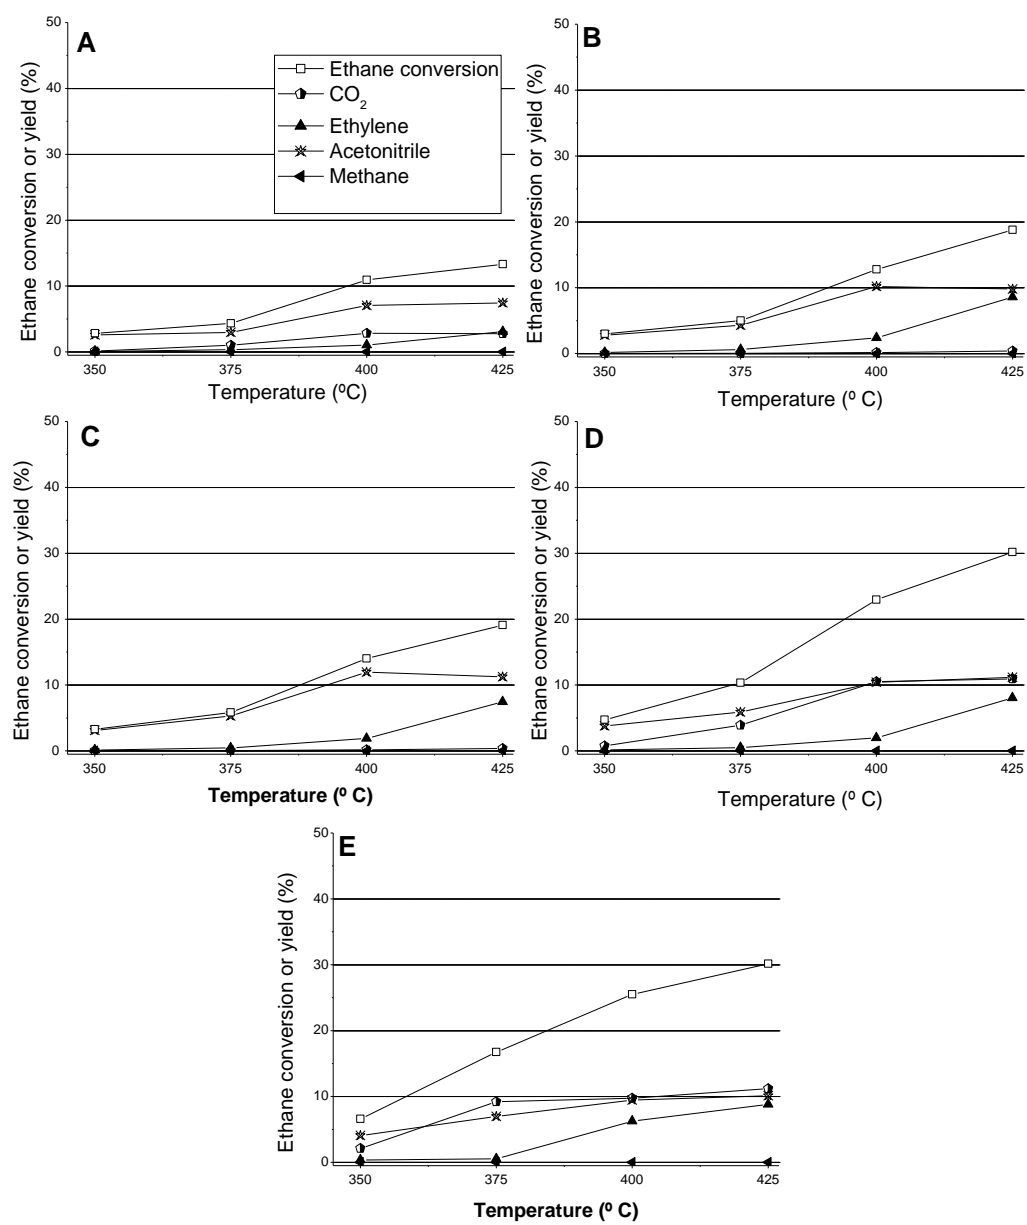 A
Ethane conversion or yield (%)
50
40
30
20
10
0
350
375
400
425
Temperature (ºC)
Ethane conversion
CO2
Ethylene
Acetonitrile
Methane
B
Ethane conversion or yield (%)
50
40
30
20
10
0
350
375
400
425
Temperature (º C)
C
Ethane conversion or yield (%)
50
40
30
20
10
0
350
375
400
425
Temperature (º C)
D
Ethane conversion or yield (%)
50
40
30
20
10
0
350
375
400
425
Temperature (º C)
E
Ethane conversion or yield (%)
50
40
30
20
10
0
350
375
400
425
Temperature (º C)